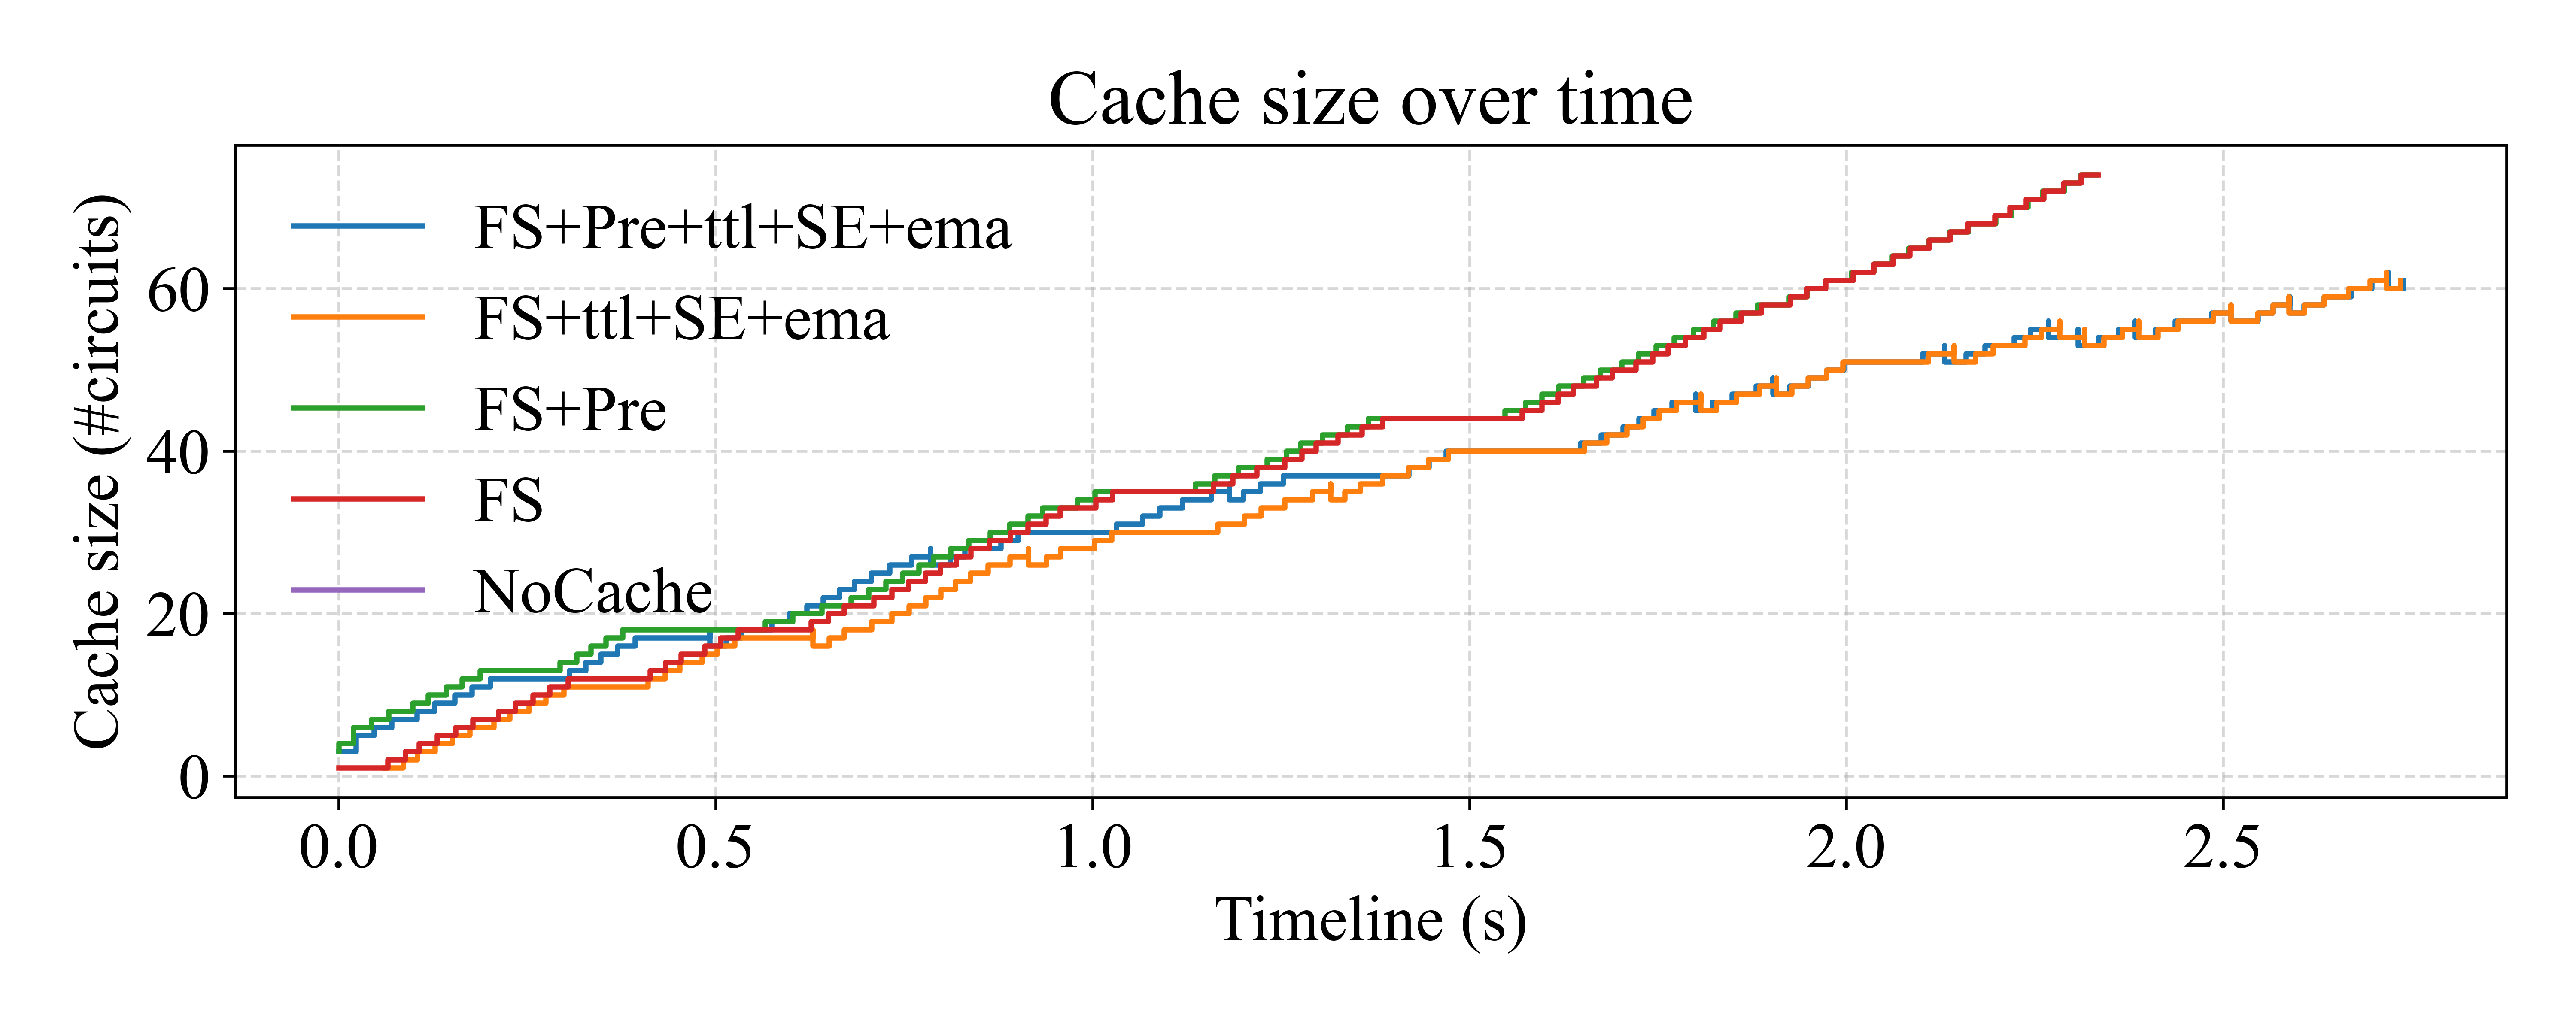 Cache size over time
Cache size (#circuits)
60
40
20
0
FS+Pre+ttl+SE+ema
FS+ttl+SE+ema
FS+Pre
FS
NoCache
0.0 0.5 1.0 1.5 2.0 2.5
Timeline (s)